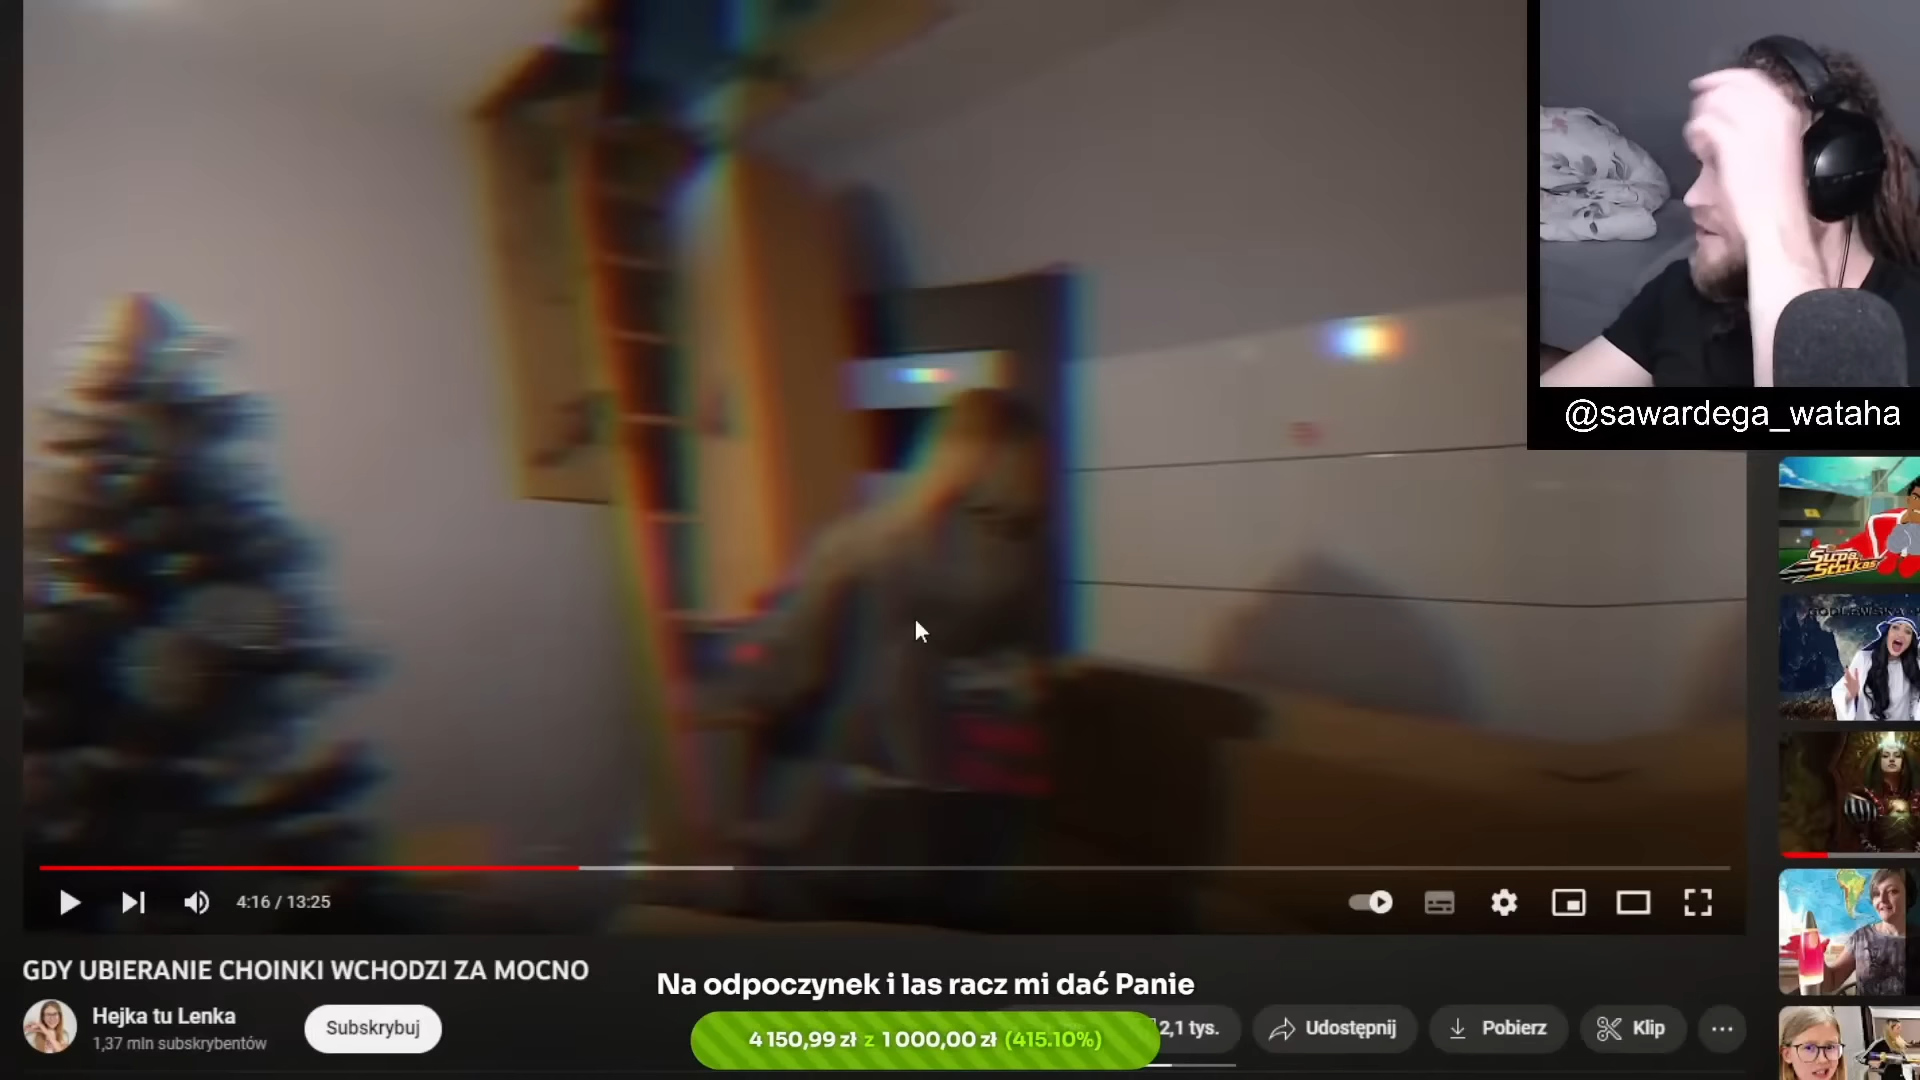 @sawardega_wataha
SUPA
STRIKAS
4:16 / 13:25
GDY UBIERANIE CHOINKI WCHODZI ZA MOCNO
Hejka tu Lenka
1,37 mln subskrybentów
Subskrybuj
Na odpoczynek i las racz mi dać Panie
4 150,99 zł z 1 000,00 zł (415.10%)
2,1 tys.
Udostępnij
Pobierz
Klip